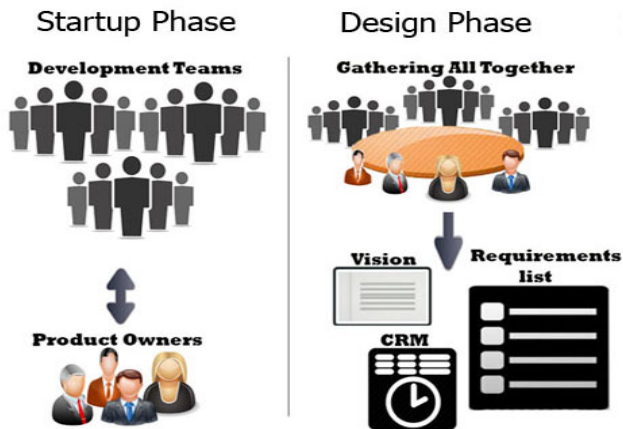 Startup Phase
Development Teams
Product Owners
Design Phase
Gathering All Together
Vision
Requirements
list
CRM